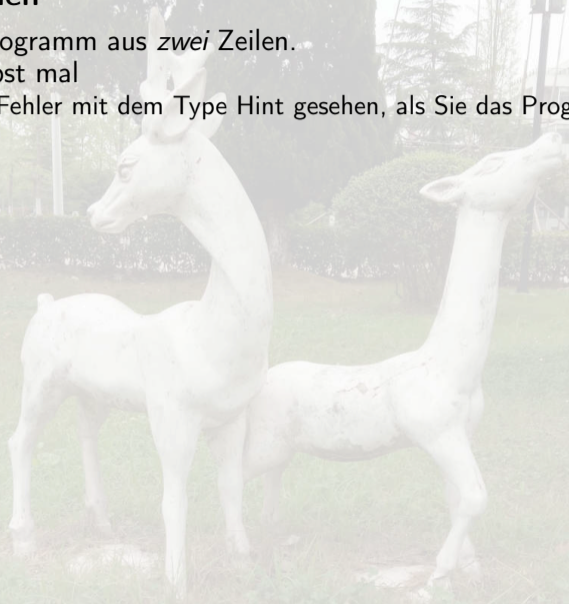 ogramm aus zwei Zeilen.
ost mal
Fehler mit dem Type Hint gesehen, als Sie das Prog